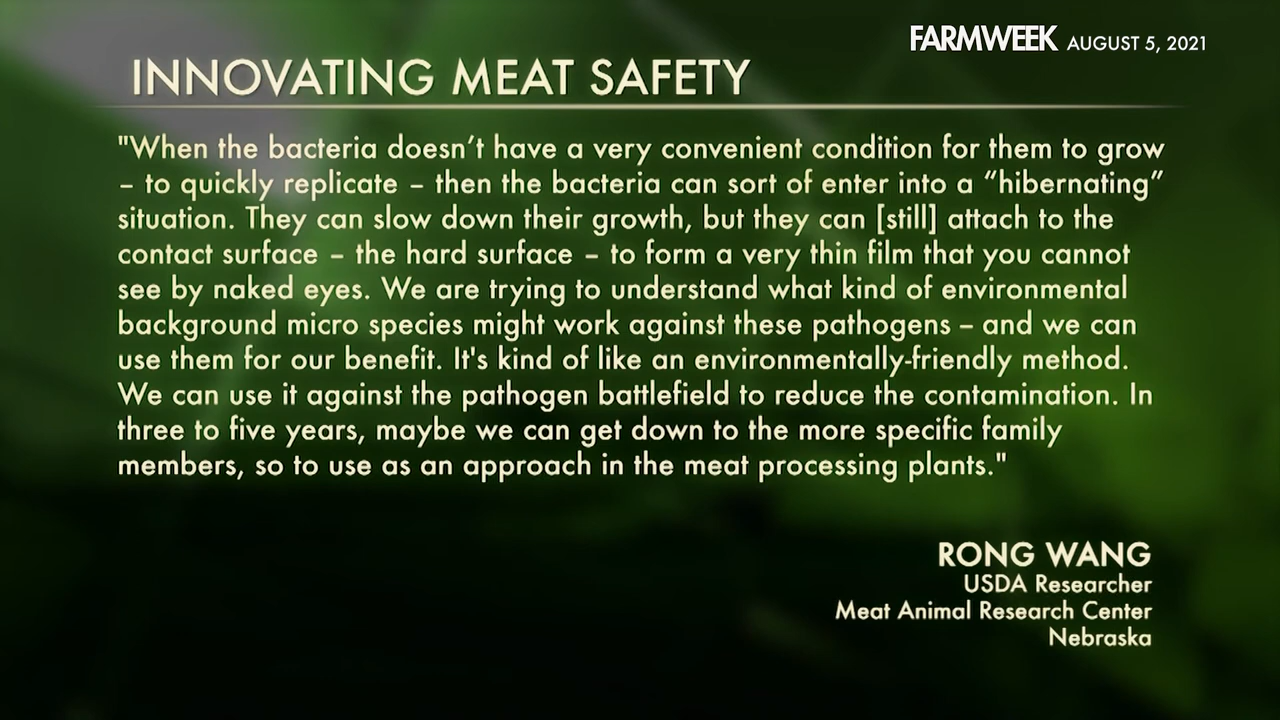 FARMWEEK AUGUST 5, 2021
INNOVATING MEAT SAFETY
"When the bacteria doesn’t have a very convenient condition for them to grow
– to quickly replicate – then the bacteria can sort of enter into a “hibernating”
situation. They can slow down their growth, but they can [still] attach to the
contact surface – the hard surface – to form a very thin film that you cannot
see by naked eyes. We are trying to understand what kind of environmental
background micro species might work against these pathogens – and we can
use them for our benefit. It's kind of like an environmentally-friendly method.
We can use it against the pathogen battlefield to reduce the contamination. In
three to five years, maybe we can get down to the more specific family
members, so to use as an approach in the meat processing plants."
RONG WANG
USDA Researcher
Meat Animal Research Center
Nebraska